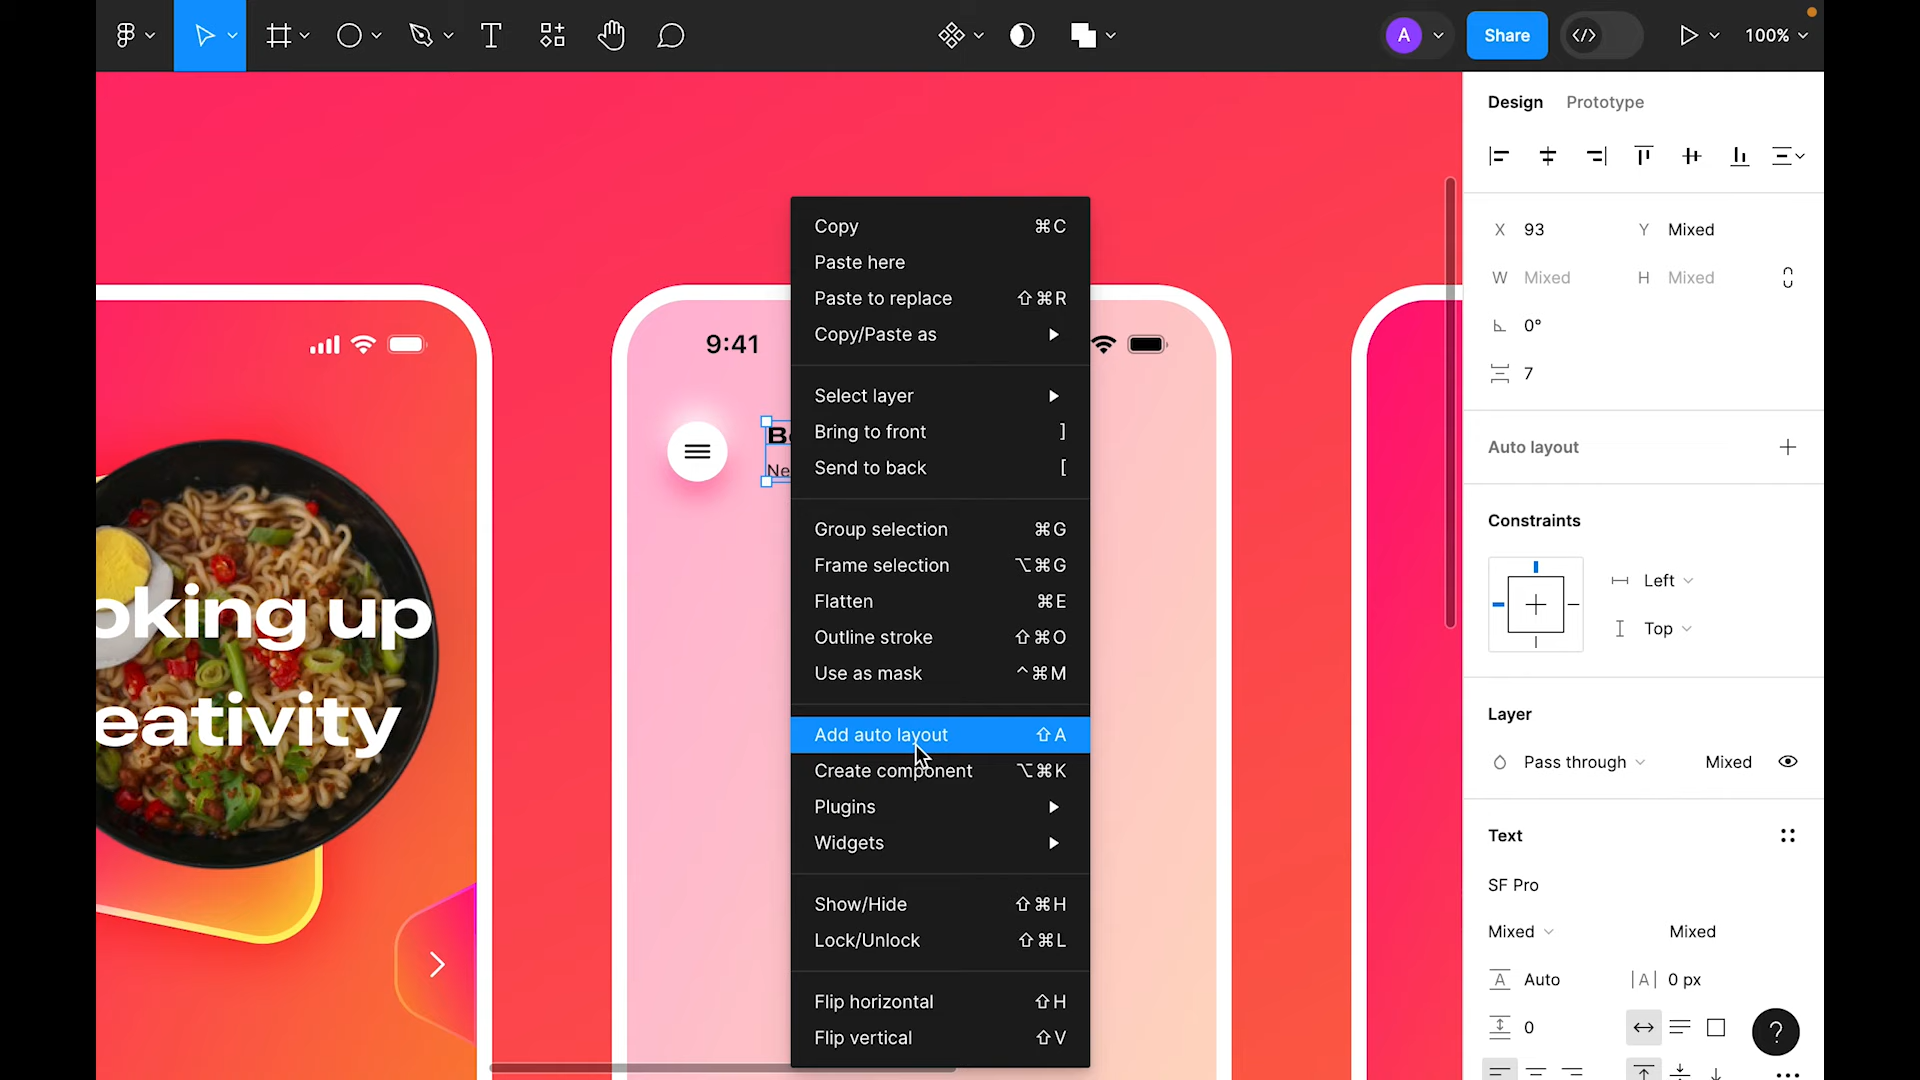 A
Share
100%
Design
Prototype
X 93
Y Mixed
W Mixed
H Mixed
0°
7
Auto layout
Constraints
Left
Top
Layer
Pass through
Mixed
Text
SF Pro
Mixed
Mixed
A Auto
|A| 0 px
0
?
9:41
Ne
oking up
eativity
Copy ⌘C
Paste here
Paste to replace ⇧⌘R
Copy/Paste as
Select layer
Bring to front ]
Send to back [
Group selection ⌘G
Frame selection ⌥⌘G
Flatten ⌘E
Outline stroke ⇧⌘O
Use as mask ^⌘M
Add auto layout ⇧A
Create component ⌥⌘K
Plugins
Widgets
Show/Hide ⇧⌘H
Lock/Unlock ⇧⌘L
Flip horizontal ⇧H
Flip vertical ⇧V